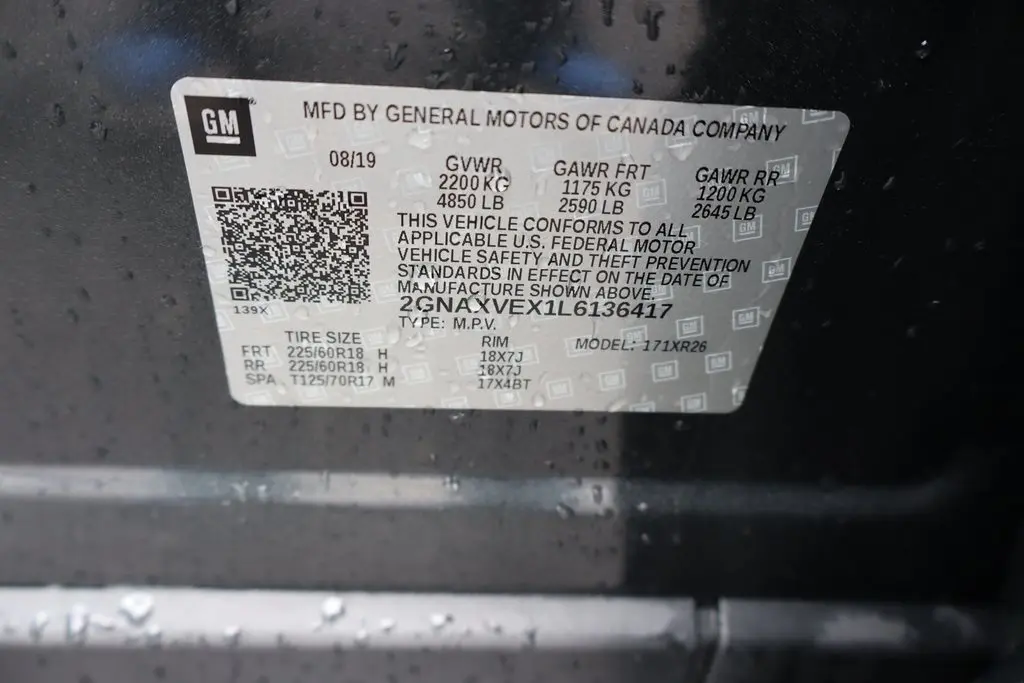 GM
MFD BY GENERAL MOTORS OF CANADA COMPANY
08/19
GVWR
2200 KG
4850 LB
GAWR FRT
1175 KG
2590 LB
GAWR RR
1200 KG
2645 LB
THIS VEHICLE CONFORMS TO ALL
APPLICABLE U.S. FEDERAL MOTOR
VEHICLE SAFETY AND THEFT PREVENTION
STANDARDS IN EFFECT ON THE DATE OF
MANUFACTURE SHOWN ABOVE.
139X
2GNAXVEX1L6136417
TYPE: M.P.V.
TIRE SIZE RIM MODEL: 171XR26
FRT 225/60R18 H 18X7J
RR 225/60R18 H 18X7J
SPA T125/70R17 M 17X4BT